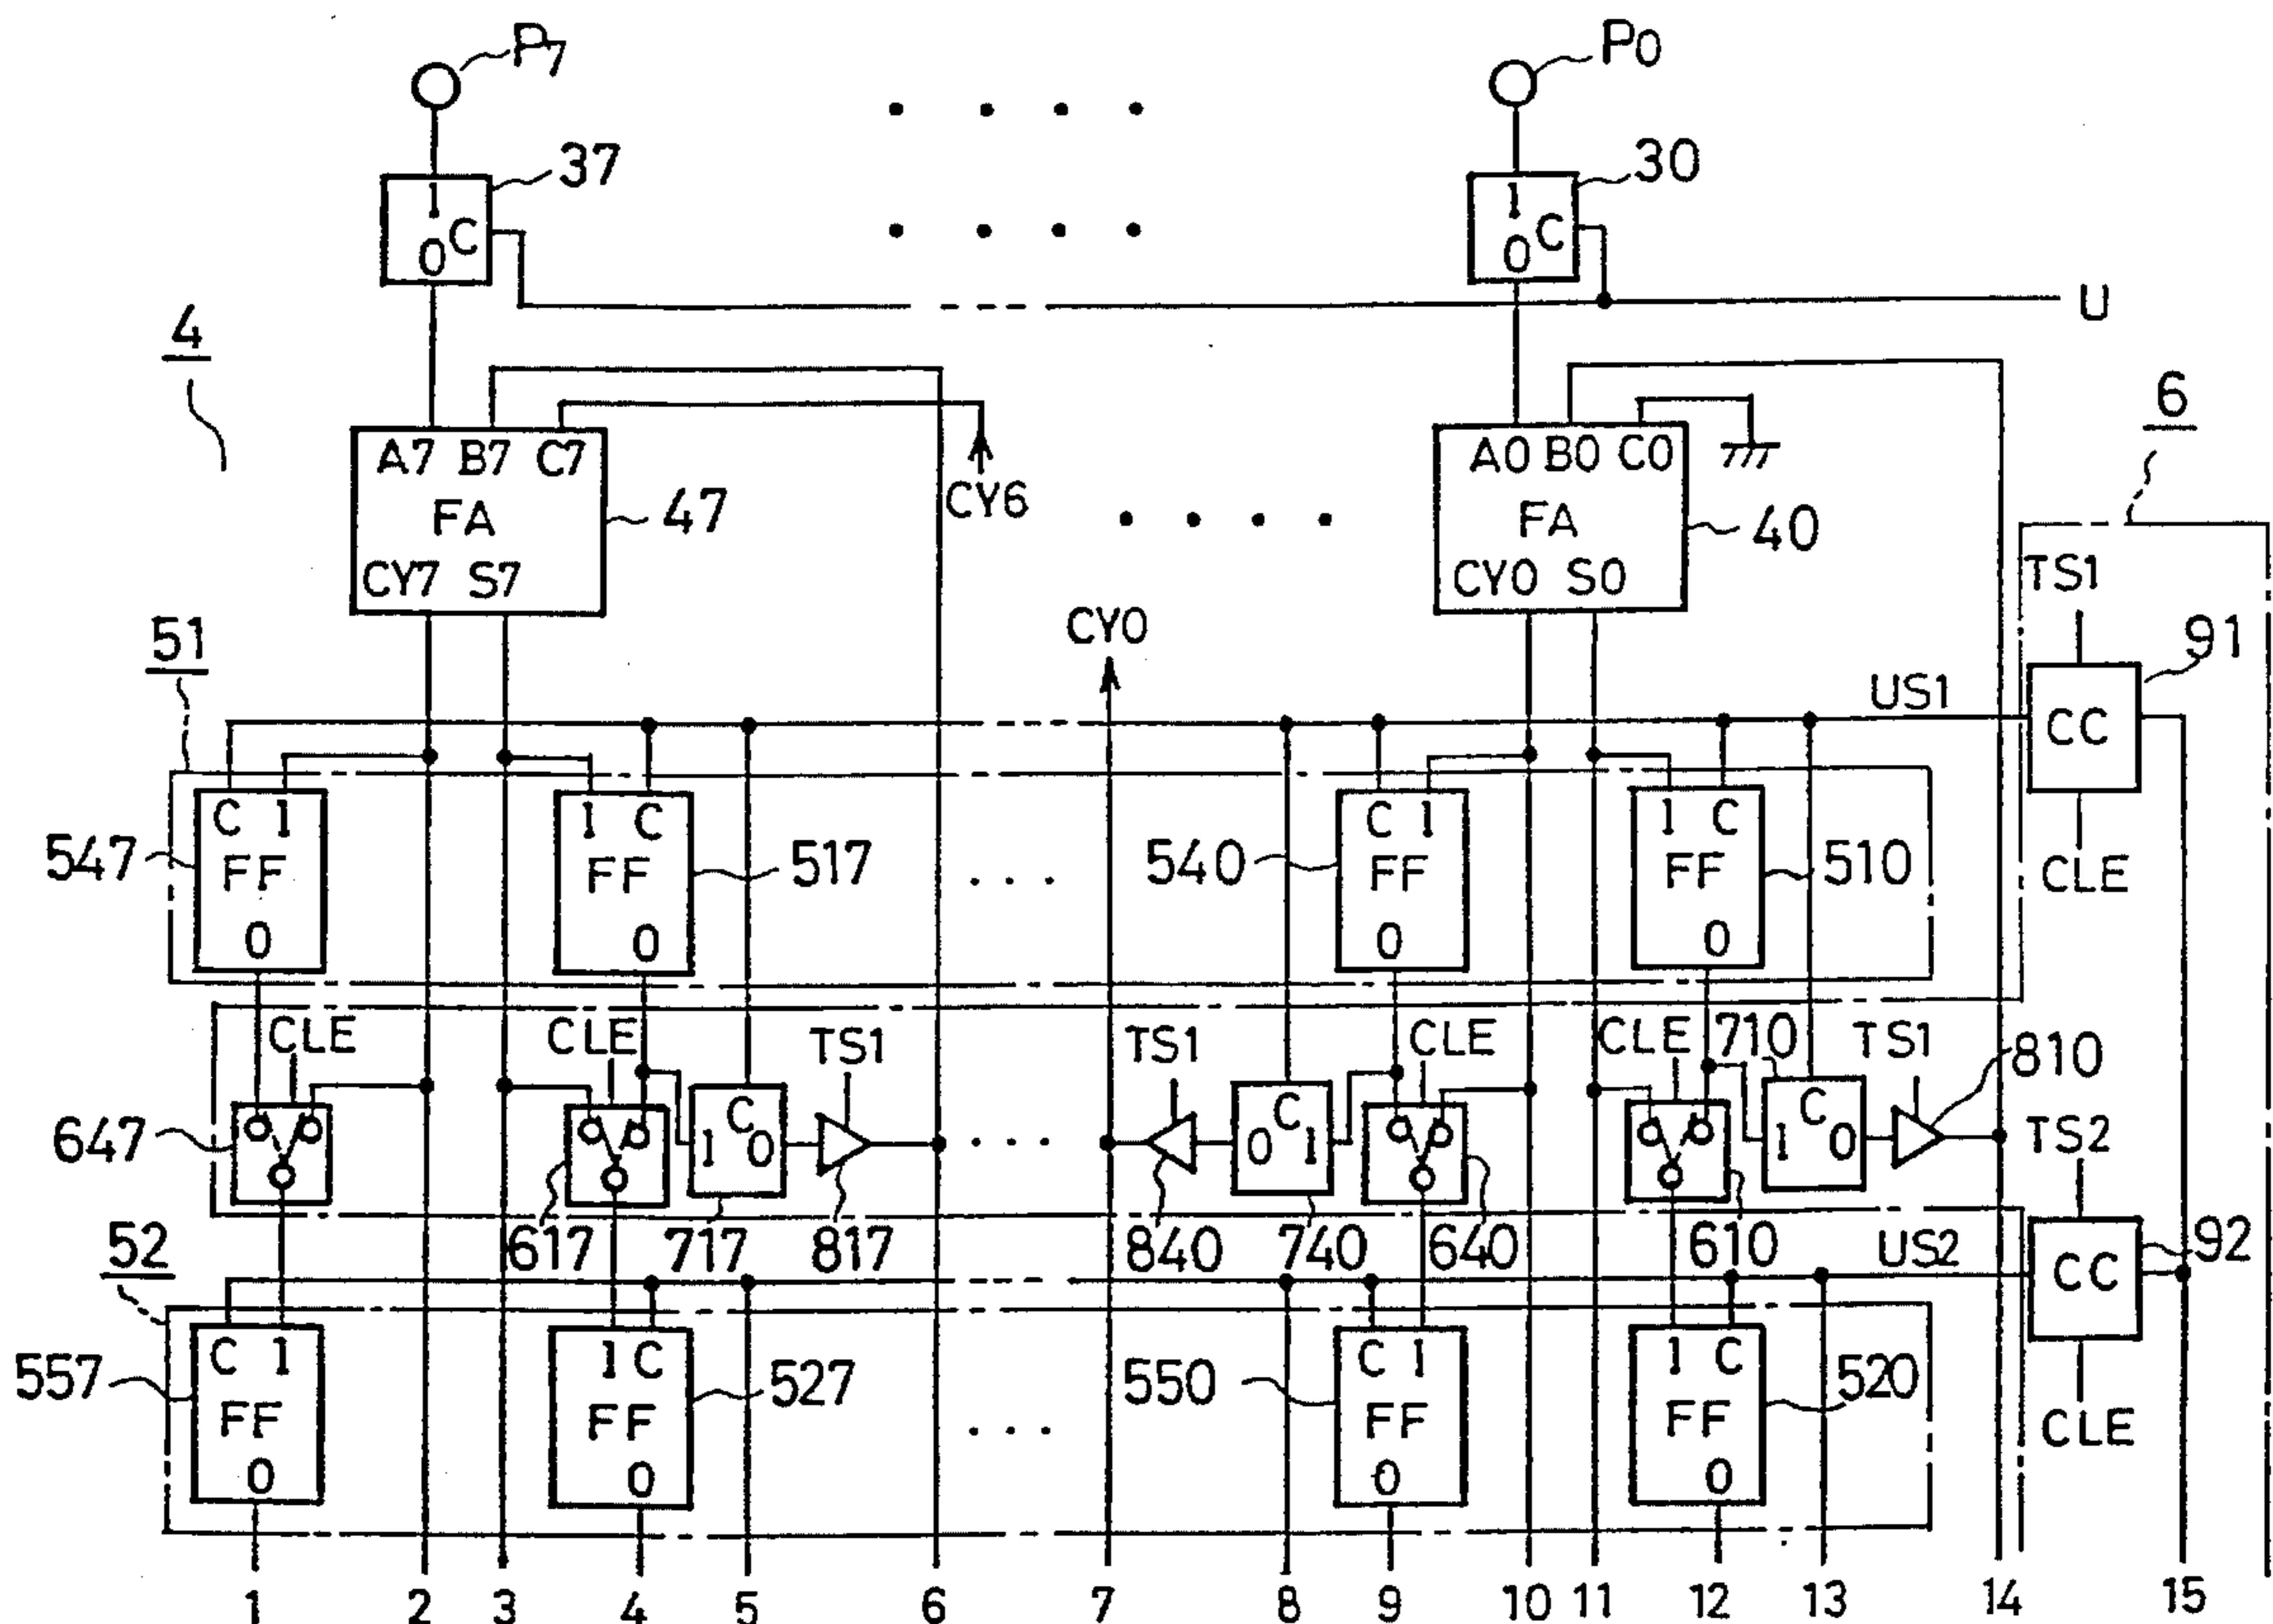 P7 P0
37 30
1 1
C C
0 0
U
4
6
A7 B7 C7 A0 B0 C0
CY6
FA 47 FA 40
CY7 S7 CY0 S0
TS1
CY0
51
91
US1
CC
C 1 1 C C 1 1 C
547 FF FF 517 540 FF FF 510
CLE
0 0 0 0
CLE CLE TS1 TS1 CLE CLE 710 TS1
810
C C C
647 1 0 0 1 1 0 TS2
617 717 817 840 740 640 610
52
US2
CC 92
C 1 1 C C 1 1 C
557 FF FF 527 550 FF FF 520
CLE
0 0 0 0
1 2 3 4 5 6 7 8 9 10 11 12 13 14 15